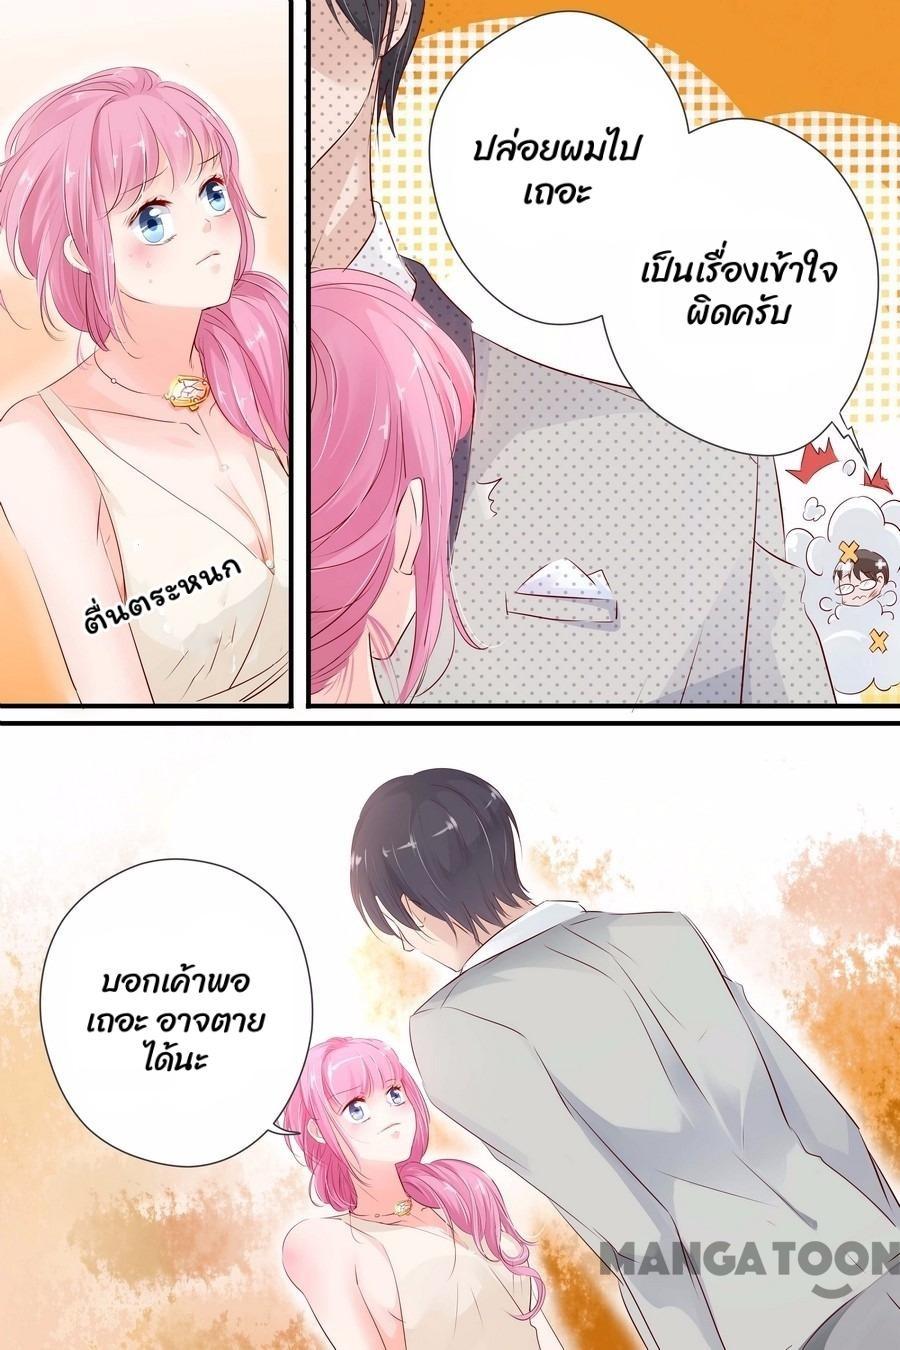 ปล่อยผมไป
เถอะ
เป็นเรื่องเข้าใจ
ผิดครับ
ตื่นตระหนก
บอกเค้าพอ
เถอะ อาจตาย
ได้นะ
MANGATOON